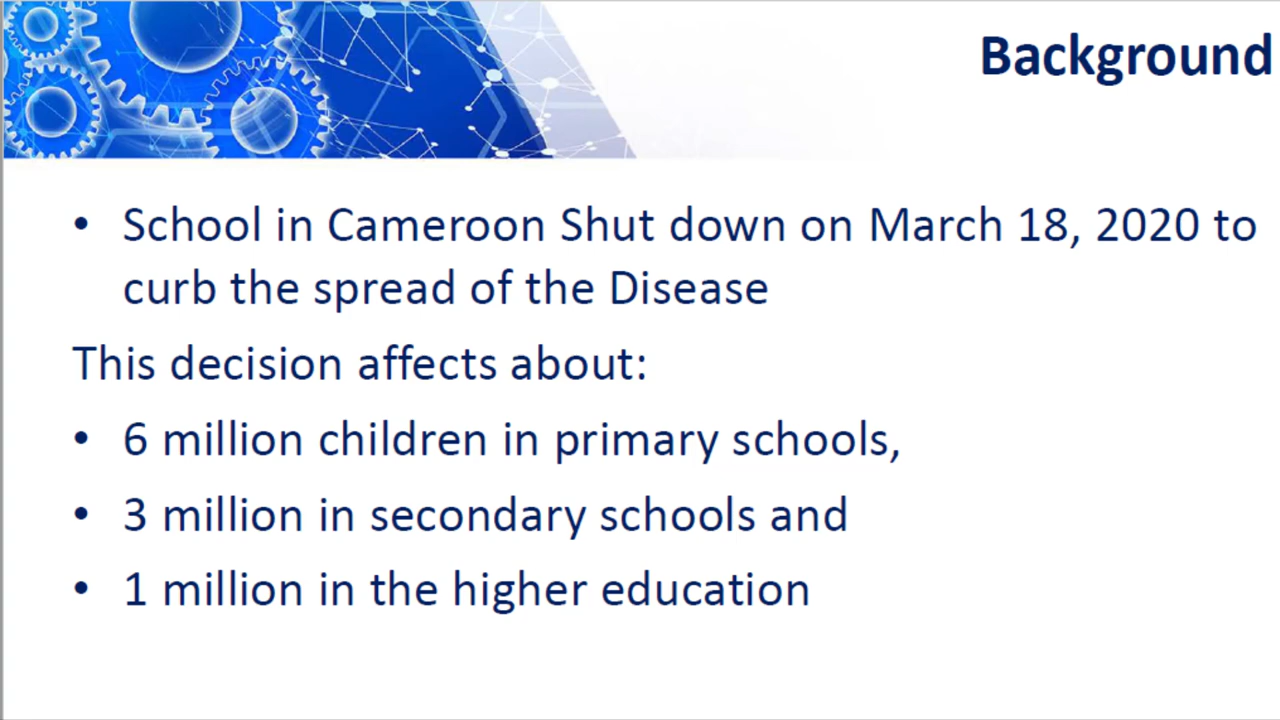 Background
• School in Cameroon Shut down on March 18, 2020 to
curb the spread of the Disease
This decision affects about:
• 6 million children in primary schools,
• 3 million in secondary schools and
• 1 million in the higher education